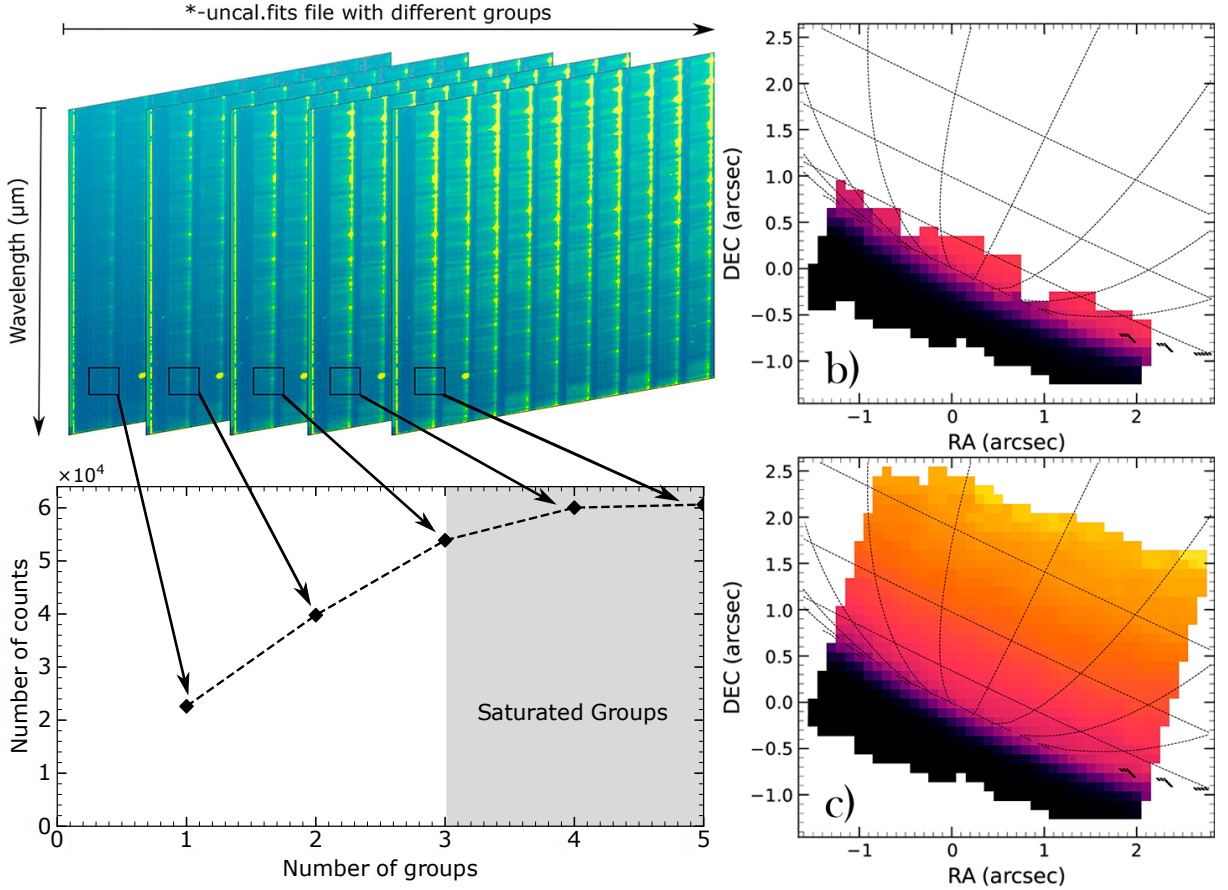 *-uncal.fits file with different groups
Wavelength (μm)
×10⁴
6
5
4
3
2
1
0
Number of counts
Saturated Groups
0 1 2 3 4 5
Number of groups
2.5
2.0
1.5
1.0
0.5
0.0
−0.5
−1.0
DEC (arcsec)
b)
−1 0 1 2
RA (arcsec)
2.5
2.0
1.5
1.0
0.5
0.0
−0.5
−1.0
DEC (arcsec)
c)
−1 0 1 2
RA (arcsec)